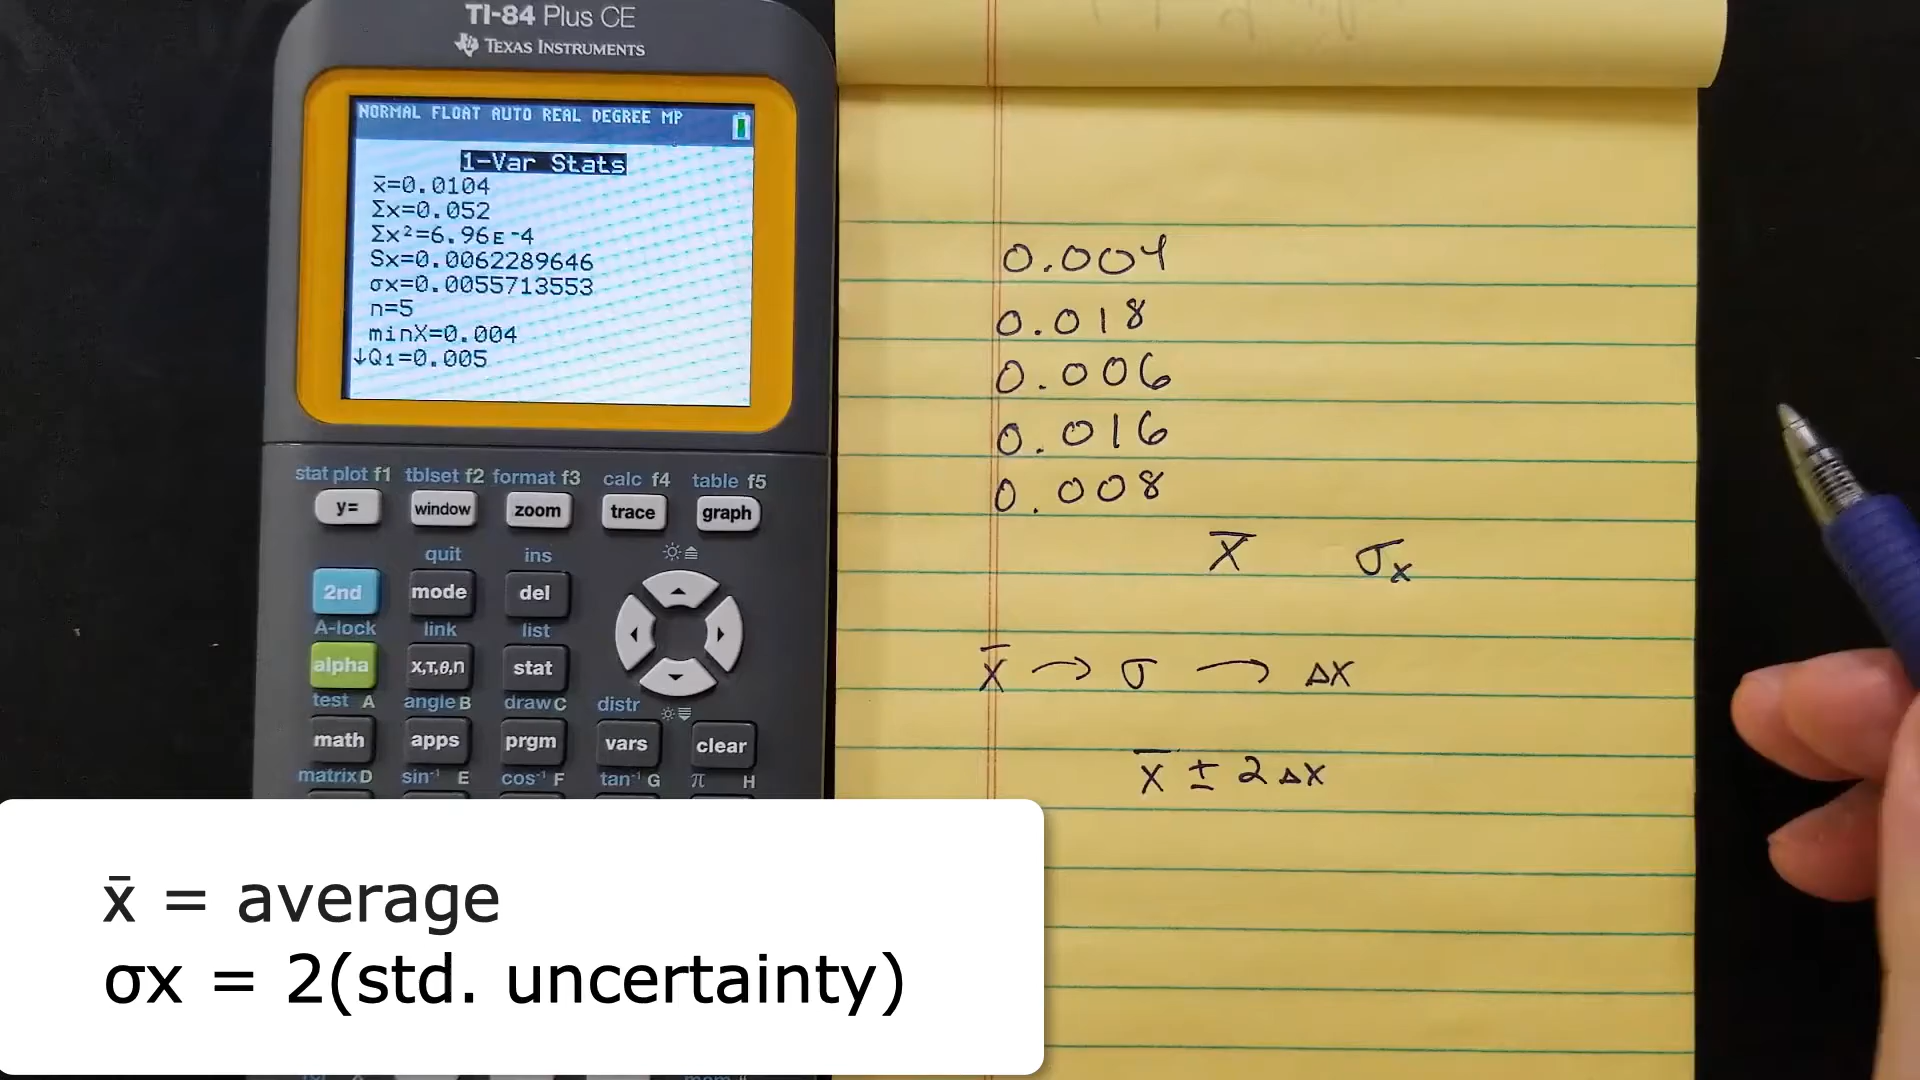 TI-84 Plus CE
TEXAS INSTRUMENTS
NORMAL FLOAT AUTO REAL DEGREE MP
1-Var Stats
x̄=0.0104
Σx=0.052
Σx²=6.96E-4
Sx=0.0062289646
σx=0.0055713553
n=5
minX=0.004
↓Q1=0.005
stat plot f1 tblset f2 format f3 calc f4 table f5
y= window zoom trace graph
quit ins
2nd mode del
A-lock link list
alpha X,T,θ,n stat
test A angle B draw C distr
math apps prgm vars clear
matrix D sin⁻¹ E cos⁻¹ F tan⁻¹ G π H
0.004
0.018
0.006
0.016
0.008
x̄ σx
x̄ → σ → Δx
x̄ ± 2Δx
x̄ = average
σx = 2(std. uncertainty)